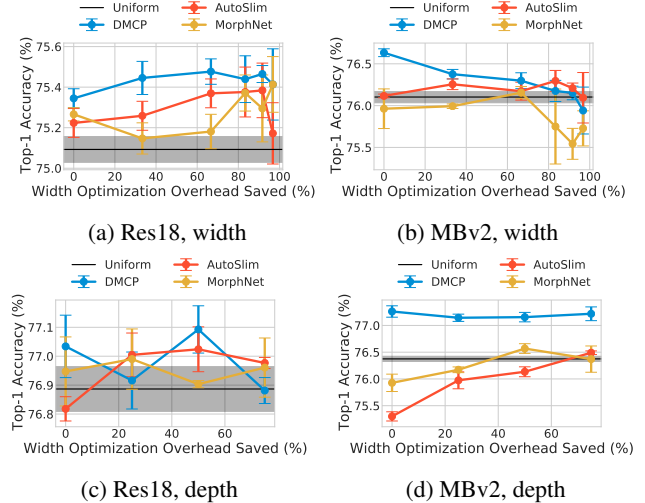 Uniform
DMCP
AutoSlim
MorphNet
Uniform
DMCP
AutoSlim
MorphNet
Top-1 Accuracy (%)
75.6
75.4
75.2
75.0
0
20
40
60
80
100
Width Optimization Overhead Saved (%)
Top-1 Accuracy (%)
76.5
76.0
75.5
0
20
40
60
80
100
Width Optimization Overhead Saved (%)
(a) Res18, width
(b) MBv2, width
Uniform
DMCP
AutoSlim
MorphNet
Uniform
DMCP
AutoSlim
MorphNet
Top-1 Accuracy (%)
77.1
77.0
76.9
76.8
0
20
40
60
Width Optimization Overhead Saved (%)
Top-1 Accuracy (%)
77.0
76.5
76.0
75.5
0
20
40
60
Width Optimization Overhead Saved (%)
(c) Res18, depth
(d) MBv2, depth